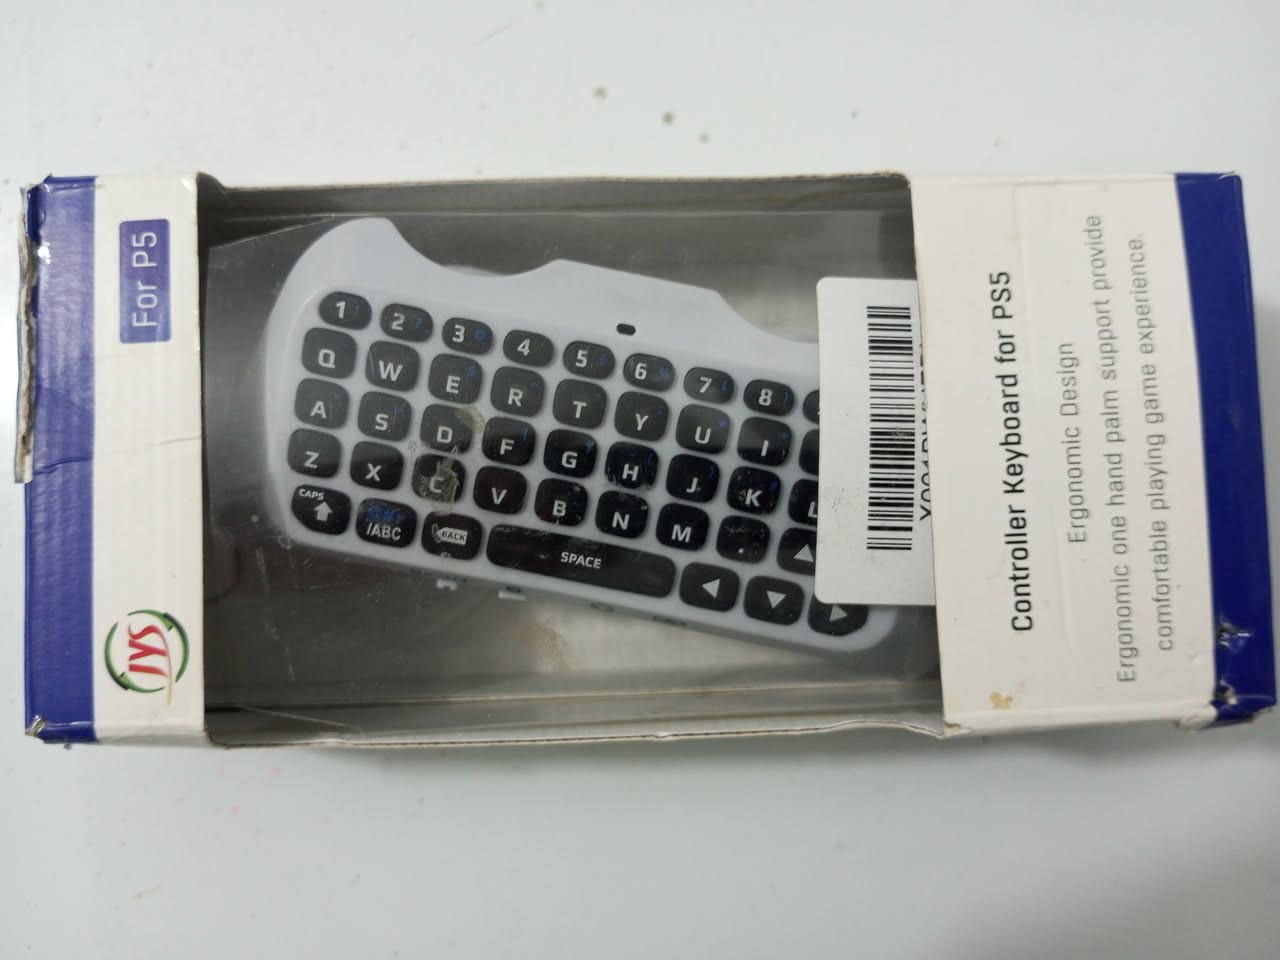 For P5
JYS
1 2 3 4 5 6 7 8
Q W E R T Y U I
A S D F G H J K L
Z X C V B N M .
CAPS
/ABC
BACK
SPACE
Controller Keyboard for PS5
Ergonomic Design
Ergonomic one hand palm support provide
comfortable playing game experience.